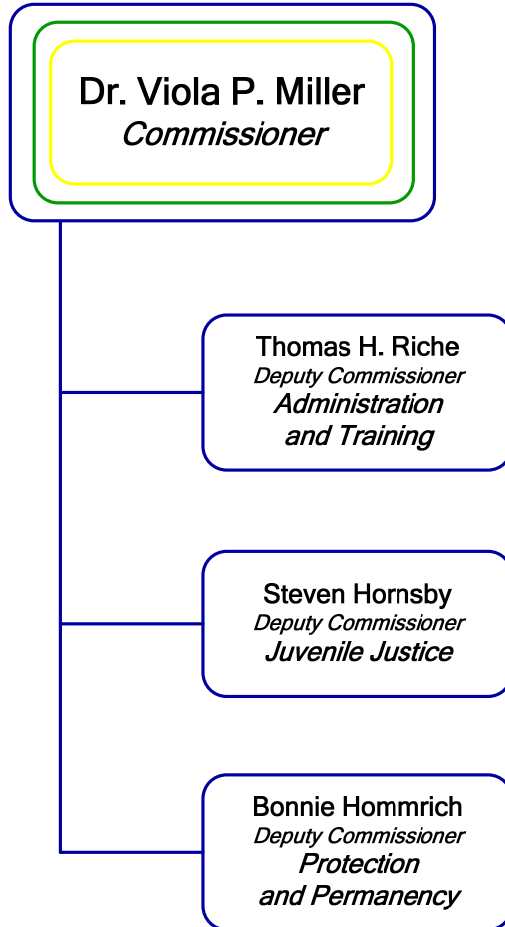 Dr. Viola P. Miller
Commissioner
Thomas H. Riche
Deputy Commissioner
Administration
and Training
Steven Hornsby
Deputy Commissioner
Juvenile Justice
Bonnie Hommrich
Deputy Commissioner
Protection
and Permanency